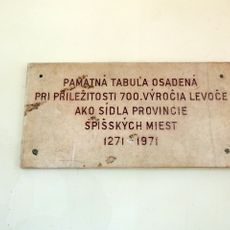 PAMÄTNÁ TABUĽA OSADENÁ
PRI PRÍLEŽITOSTI 700.VÝROČIA LEVOČE
AKO SÍDLA PROVINCIE
SPIŠSKÝCH MIEST
1271-1971